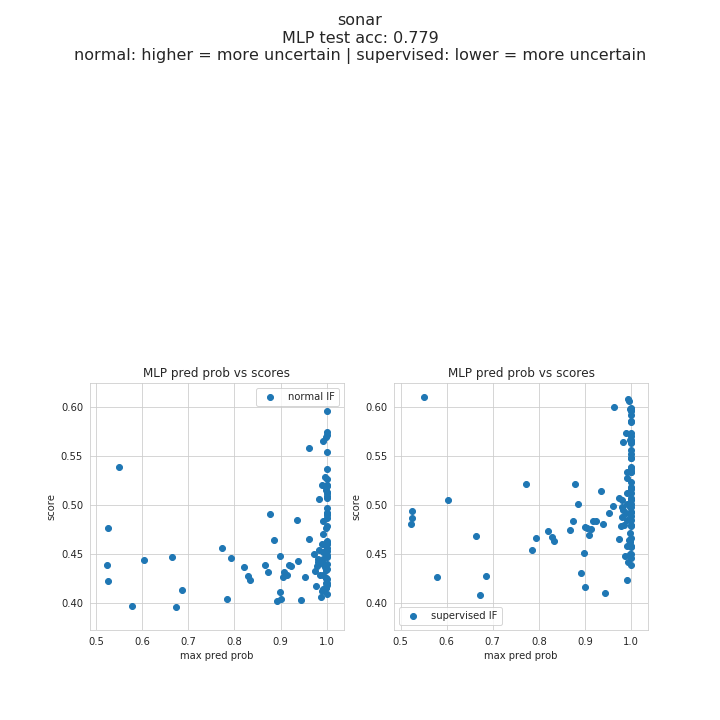 sonar
MLP test acc: 0.779
normal: higher = more uncertain | supervised: lower = more uncertain
MLP pred prob vs scores
normal IF
score
0.60
0.55
0.50
0.45
0.40
0.5 0.6 0.7 0.8 0.9 1.0
max pred prob
MLP pred prob vs scores
supervised IF
score
0.60
0.55
0.50
0.45
0.40
0.5 0.6 0.7 0.8 0.9 1.0
max pred prob